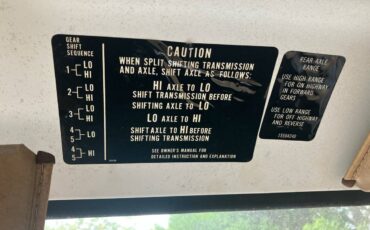 GEAR
SHIFT
SEQUENCE
1 LO
HI
2 LO
HI
3 LO
HI
4 LO
4
5 HI
CAUTION
WHEN SPLIT SHIFTING TRANSMISSION
AND AXLE, SHIFT AXLE AS FOLLOWS:
HI AXLE TO LO
SHIFT TRANSMISSION BEFORE
SHIFTING AXLE TO LO
LO AXLE TO HI
SHIFT AXLE TO HI BEFORE
SHIFTING TRANSMISSION
SEE OWNER'S MANUAL FOR
DETAILED INSTRUCTION AND EXPLANATION
REAR AXLE
RANGE
USE HIGH RANGE
FOR ON HIGHWAY
IN FORWARD
GEARS
USE LOW RANGE
FOR OFF HIGHWAY
AND REVERSE